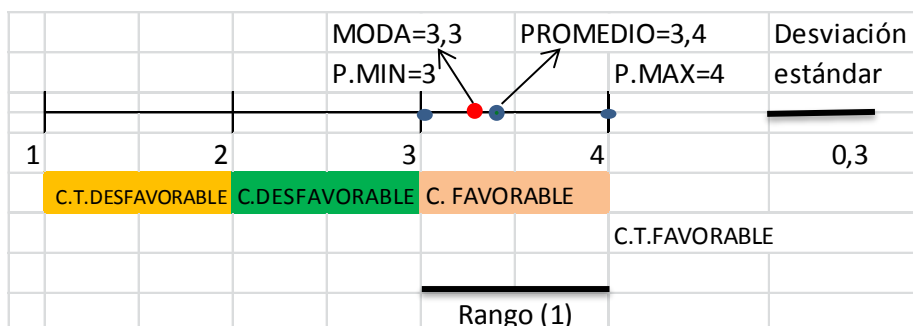 MODA=3,3 PROMEDIO=3,4 Desviación
P.MIN=3 P.MAX=4 estándar
1 2 3 4 0,3
C.T.DESFAVORABLE C.DESFAVORABLE C. FAVORABLE
C.T.FAVORABLE
Rango (1)